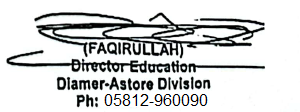 (FAQIRULLAH)
Director Education
Diamer-Astore Division
Ph: 05812-960090